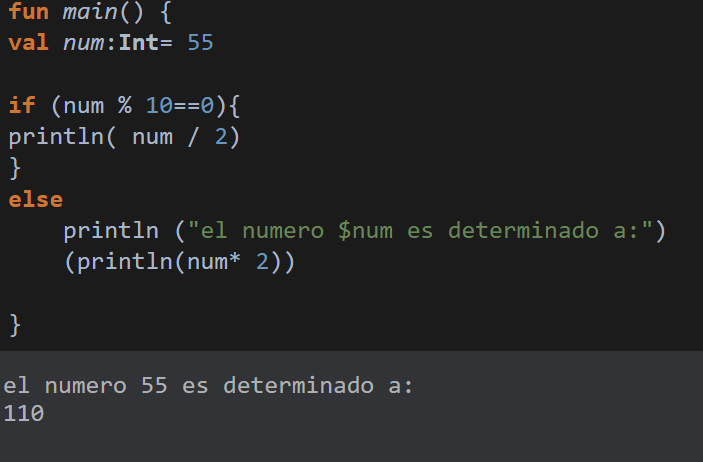 fun main() {
val num:Int= 55
if (num % 10==0){
println( num / 2)
}
else
println ("el numero $num es determinado a:")
(println(num* 2))
}
el numero 55 es determinado a:
110